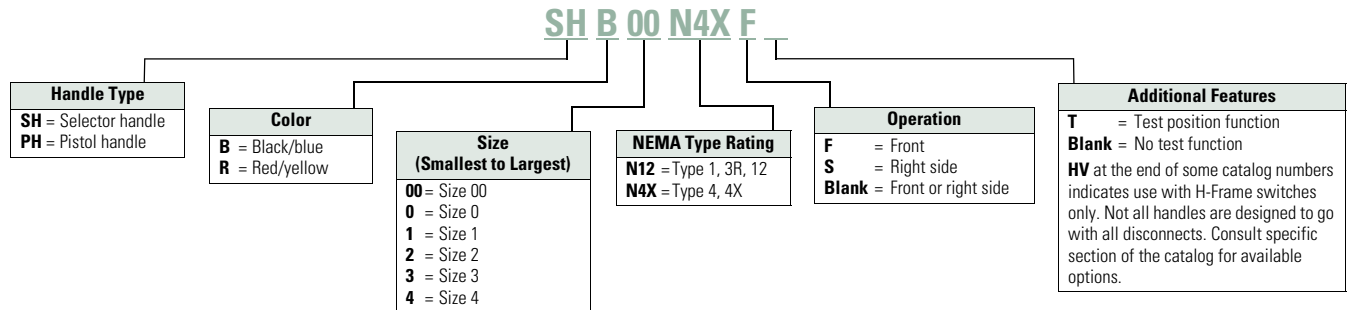 SH B 00 N4X F _
Handle Type
SH = Selector handle
PH = Pistol handle
Color
B = Black/blue
R = Red/yellow
Size
(Smallest to Largest)
00 = Size 00
0 = Size 0
1 = Size 1
2 = Size 2
3 = Size 3
4 = Size 4
NEMA Type Rating
N12 = Type 1, 3R, 12
N4X = Type 4, 4X
Operation
F = Front
S = Right side
Blank = Front or right side
Additional Features
T = Test position function
Blank = No test function
HV at the end of some catalog numbers
indicates use with H-Frame switches
only. Not all handles are designed to go
with all disconnects. Consult specific
section of the catalog for available
options.